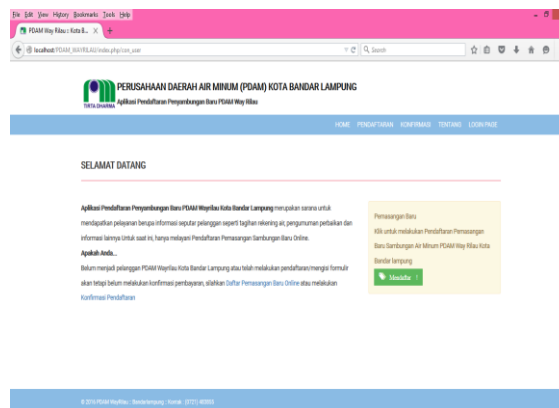 File Edit View History Bookmarks Tools Help
PDAM Way Rilau :: Kota B...
localhost/PDAM_WAYRILAU/index.php/con_user
Search
PERUSAHAAN DAERAH AIR MINUM (PDAM) KOTA BANDAR LAMPUNG
Aplikasi Pendaftaran Penyambungan Baru PDAM Way Rilau
TIRTA DHARMA
HOME PENDAFTARAN KONFIRMASI TENTANG LOGIN PAGE
SELAMAT DATANG
Aplikasi Pendaftaran Penyambungan Baru PDAM Wayrilau Kota Bandar Lampung merupakan sarana untuk
mendapatkan pelayanan berupa informasi seputar pelanggan seperti tagihan rekening air, pengumuman perbaikan dan
informasi lainnya Untuk saat ini, hanya melayani Pendaftaran Pemasangan Sambungan Baru Online.
Apakah Anda...
Belum menjadi pelanggan PDAM Wayrilau Kota Bandar Lampung atau telah melakukan pendaftaran/mengisi formulir
akan tetapi belum melakukan konfirmasi pembayaran, silahkan Daftar Pemasangan Baru Online atau melakukan
Konfirmasi Pendaftaran
Pemasangan Baru
Klik untuk melakukan Pendaftaran Pemasangan
Baru Sambungan Air Minum PDAM Way Rilau Kota
Bandar lampung
Mendaftar !
© 2016 PDAM WayRilau :: Bandarlampung :: Kontak : (0721) 483853